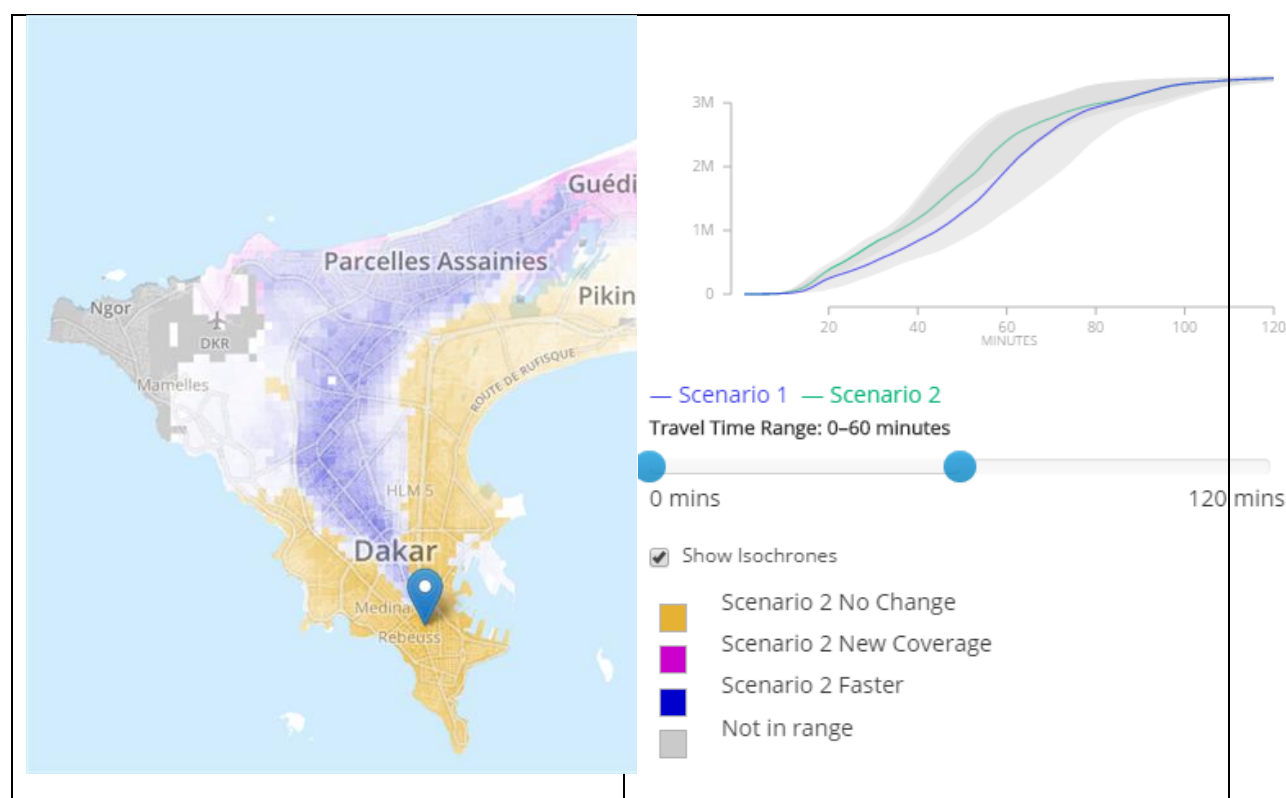 Guédi
Parcelles Assainies
Pikin
Ngor
DKR
ROUTE DE RUFISQUE
Mamelles
HLM 5
Dakar
Medina
Rebeuss
3M
2M
1M
0
20 40 60 80 100 120
MINUTES
— Scenario 1 — Scenario 2
Travel Time Range: 0–60 minutes
0 mins 120 mins
Show Isochrones
Scenario 2 No Change
Scenario 2 New Coverage
Scenario 2 Faster
Not in range